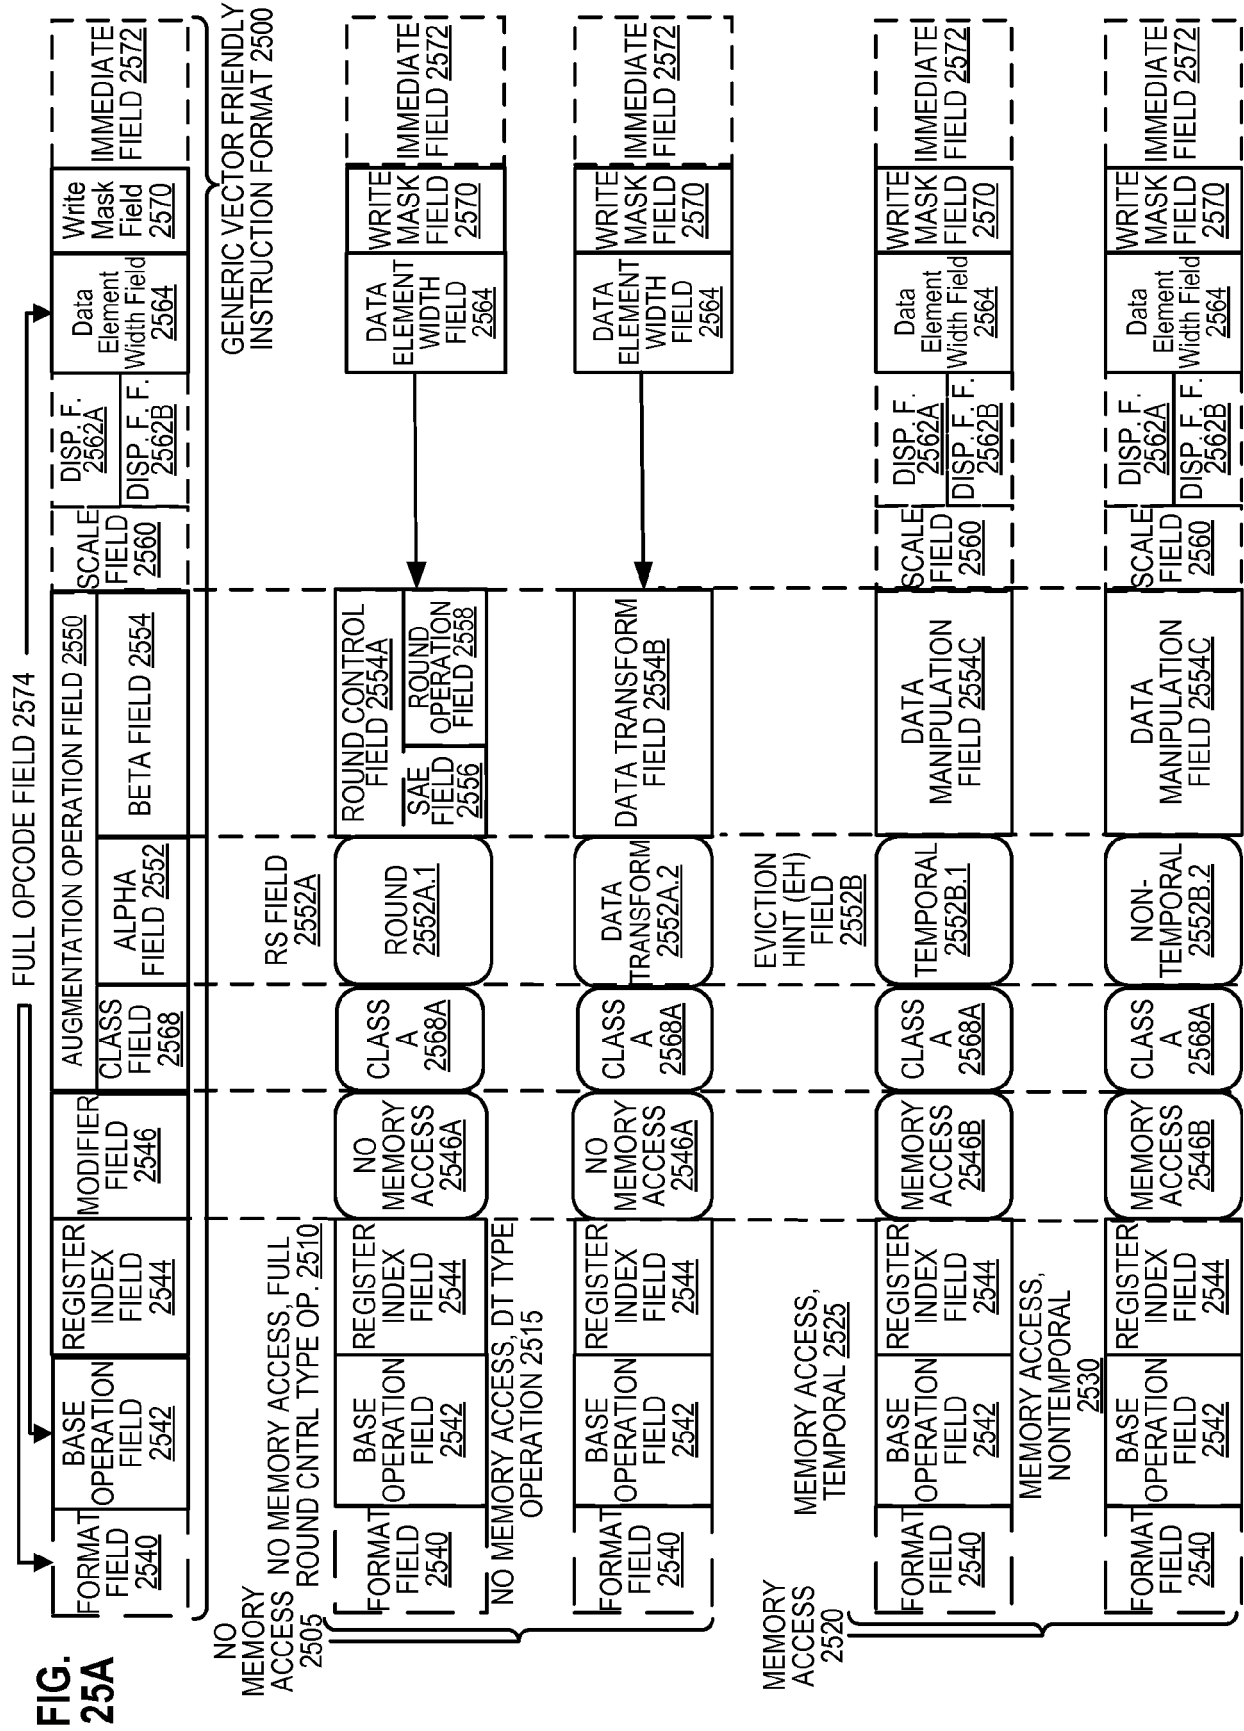 FIG.
25A
FULL OPCODE FIELD 2574
FORMAT
FIELD
2540
BASE
OPERATION
FIELD
2542
REGISTER
INDEX
FIELD
2544
MODIFIER
FIELD
2546
AUGMENTATION OPERATION FIELD 2550
CLASS
FIELD
2568
ALPHA
FIELD 2552
BETA FIELD 2554
SCALE
FIELD
2560
DISP. F.
2562A
DISP. F. F.
2562B
Data
Element
Width Field
2564
Write
Mask
Field
2570
IMMEDIATE
FIELD 2572
GENERIC VECTOR FRIENDLY
INSTRUCTION FORMAT 2500
NO
MEMORY
ACCESS
2505
NO MEMORY ACCESS, FULL
ROUND CNTRL TYPE OP. 2510
RS FIELD
2552A
FORMAT
FIELD
2540
BASE
OPERATION
FIELD
2542
REGISTER
INDEX
FIELD
2544
NO
MEMORY
ACCESS
2546A
CLASS
A
2568A
ROUND
2552A.1
ROUND CONTROL
FIELD 2554A
SAE
FIELD
2556
ROUND
OPERATION
FIELD 2558
DATA
ELEMENT
WIDTH
FIELD
2564
WRITE
MASK
FIELD
2570
IMMEDIATE
FIELD 2572
NO MEMORY ACCESS, DT TYPE
OPERATION 2515
FORMAT
FIELD
2540
BASE
OPERATION
FIELD
2542
REGISTER
INDEX
FIELD
2544
NO
MEMORY
ACCESS
2546A
CLASS
A
2568A
DATA
TRANSFORM
2552A.2
DATA TRANSFORM
FIELD 2554B
DATA
ELEMENT
WIDTH
FIELD
2564
WRITE
MASK
FIELD
2570
IMMEDIATE
FIELD 2572
MEMORY
ACCESS
2520
MEMORY ACCESS,
TEMPORAL 2525
EVICTION
HINT (EH)
FIELD
2552B
FORMAT
FIELD
2540
BASE
OPERATION
FIELD
2542
REGISTER
INDEX
FIELD
2544
MEMORY
ACCESS
2546B
CLASS
A
2568A
TEMPORAL
2552B.1
DATA
MANIPULATION
FIELD 2554C
SCALE
FIELD
2560
DISP. F.
2562A
DISP. F. F.
2562B
Data
Element
Width Field
2564
WRITE
MASK
FIELD
2570
IMMEDIATE
FIELD 2572
MEMORY ACCESS,
NONTEMPORAL
2530
FORMAT
FIELD
2540
BASE
OPERATION
FIELD
2542
REGISTER
INDEX
FIELD
2544
MEMORY
ACCESS
2546B
CLASS
A
2568A
NON-
TEMPORAL
2552B.2
DATA
MANIPULATION
FIELD 2554C
SCALE
FIELD
2560
DISP. F.
2562A
DISP. F. F.
2562B
Data
Element
Width Field
2564
WRITE
MASK
FIELD
2570
IMMEDIATE
FIELD 2572